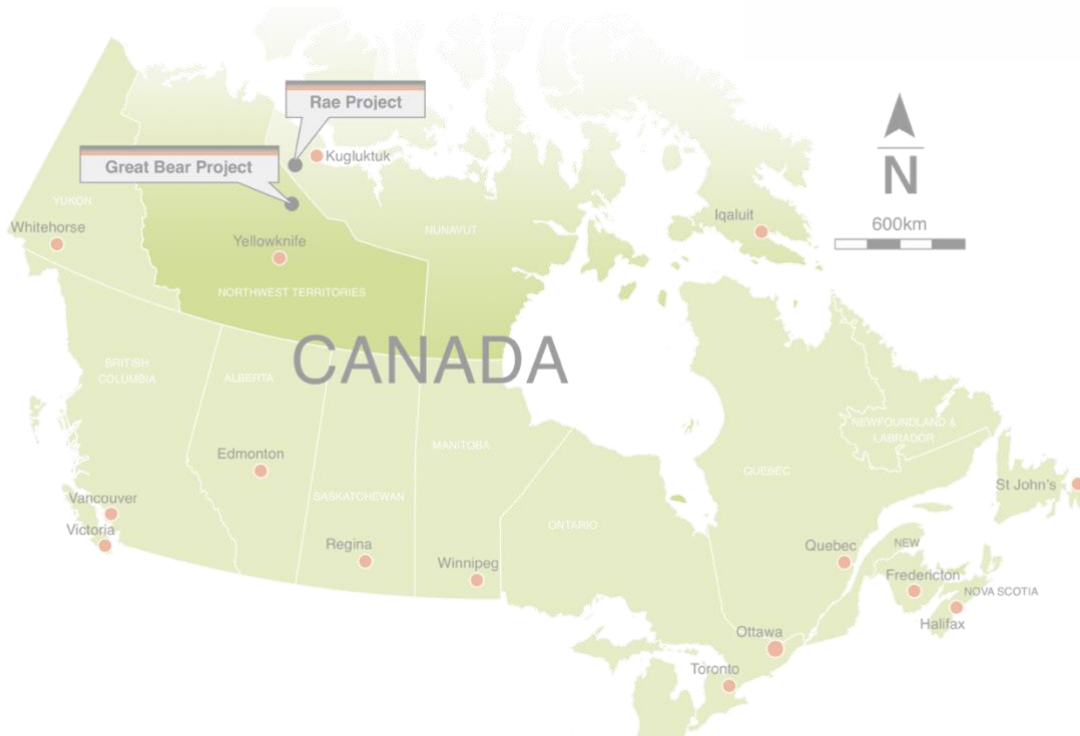 Rae Project
Kugluktuk
Great Bear Project
YUKON
Whitehorse
Yellowknife
NUNAVUT
Iqaluit
N
600km
NORTHWEST TERRITORIES
CANADA
BRITISH
COLUMBIA
ALBERTA
Edmonton
MANITOBA
SASKATCHEWAN
Vancouver
Victoria
Regina
Winnipeg
ONTARIO
QUEBEC
NEWFOUNDLAND &
LABRADOR
St John's
Quebec
NEW
Fredericton
NOVA SCOTIA
Halifax
Ottawa
Toronto